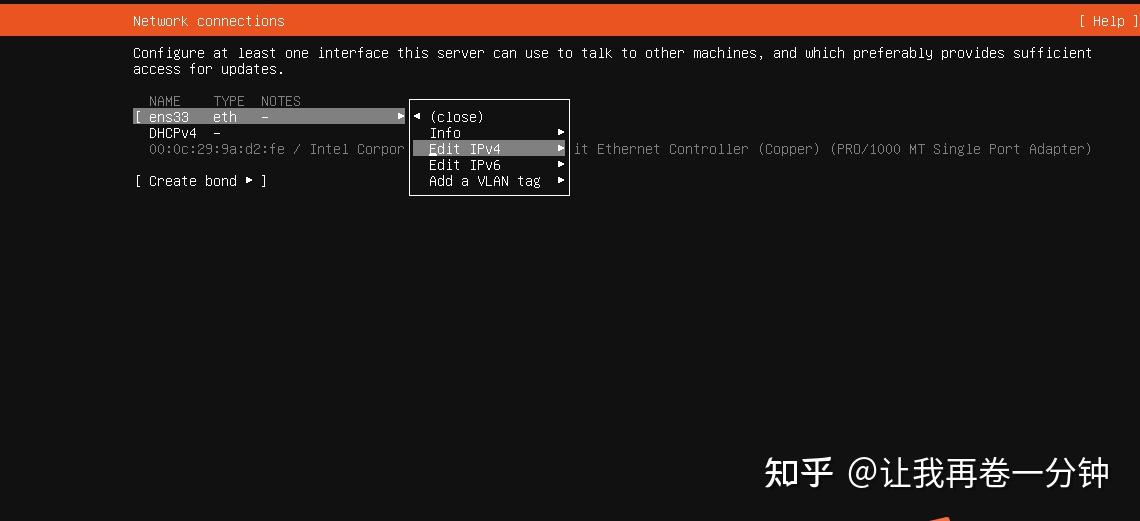 Network connections [ Help ]
Configure at least one interface this server can use to talk to other machines, and which preferably provides sufficient
access for updates.
NAME TYPE NOTES
[ ens33 eth - ▸ ◂ (close)
DHCPv4 - Info ▸
00:0c:29:9a:d2:fe / Intel Corpor Edit IPv4 ▸ it Ethernet Controller (Copper) (PRO/1000 MT Single Port Adapter)
Edit IPv6 ▸
[ Create bond ▸ ] Add a VLAN tag ▸
知乎 @让我再卷一分钟